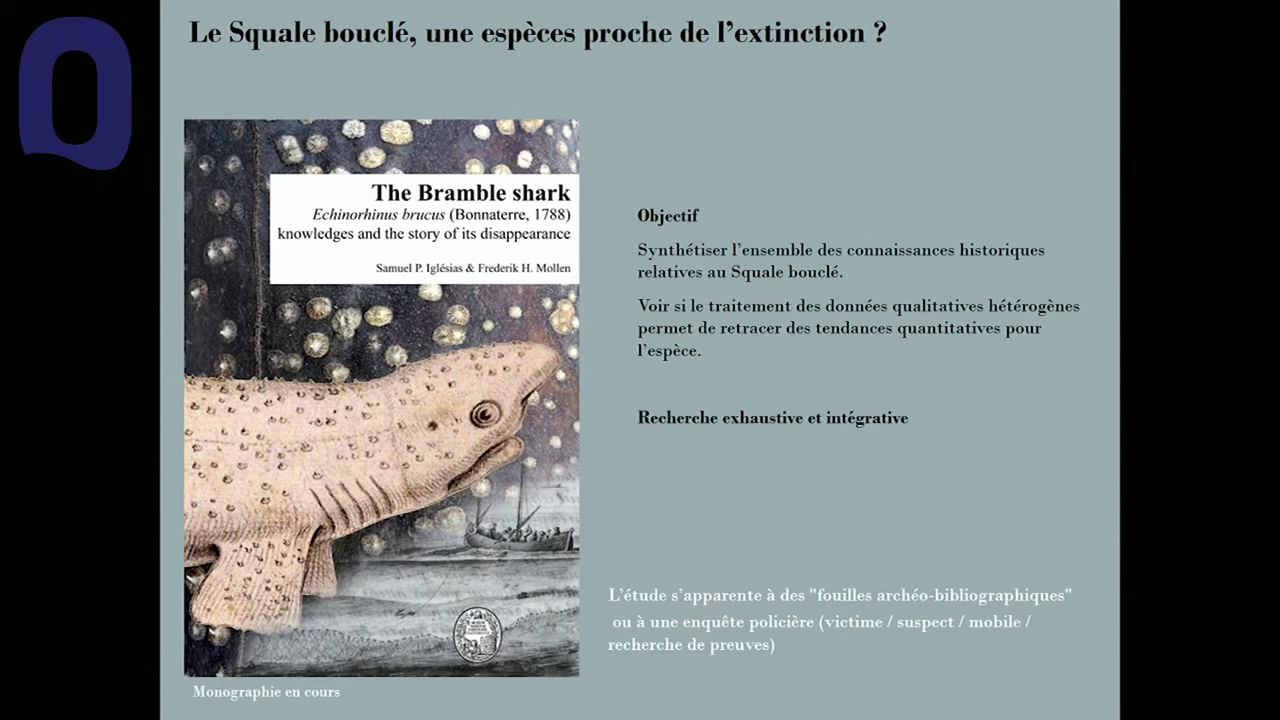 Le Squale bouclé, une espèces proche de l’extinction ?
The Bramble shark
Echinorhinus brucus (Bonnaterre, 1788)
knowledges and the story of its disappearance
Samuel P. Iglésias & Frederik H. Mollen
Monographie en cours
Objectif
Synthétiser l’ensemble des connaissances historiques
relatives au Squale bouclé.
Voir si le traitement des données qualitatives hétérogènes
permet de retracer des tendances quantitatives pour
l’espèce.
Recherche exhaustive et intégrative
L’étude s’apparente à des "fouilles archéo-bibliographiques"
ou à une enquête policière (victime / suspect / mobile /
recherche de preuves)